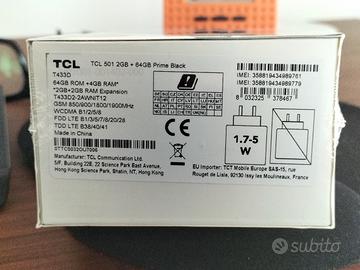 TCL
TCL 501 2GB + 64GB Prime Black
T433D
64GB ROM +4GB RAM*
*2GB+2GB RAM Expansion
T433D2-2AWNIT12
GSM 850/900/1800/1900MHz
WCDMA B1/2/5/8
FDD LTE B1/3/5/7/8/20/28
TDD LTE B38/40/41
Made in China
IMEI: 358819434989761
IMEI: 358819434989779
8 032325 378467
1.7-5
W
Manufacturer: TCL Communication Ltd.
5/F, Building 22E, 22 Science Park East Avenue, Hong
Kong Science Park, Shatin, NT, Hong Kong
EU Importer: TCT Mobile Europe SAS-15, rue
Rouget de Lisle, 92130 Issy les Moulineaux, France
subito